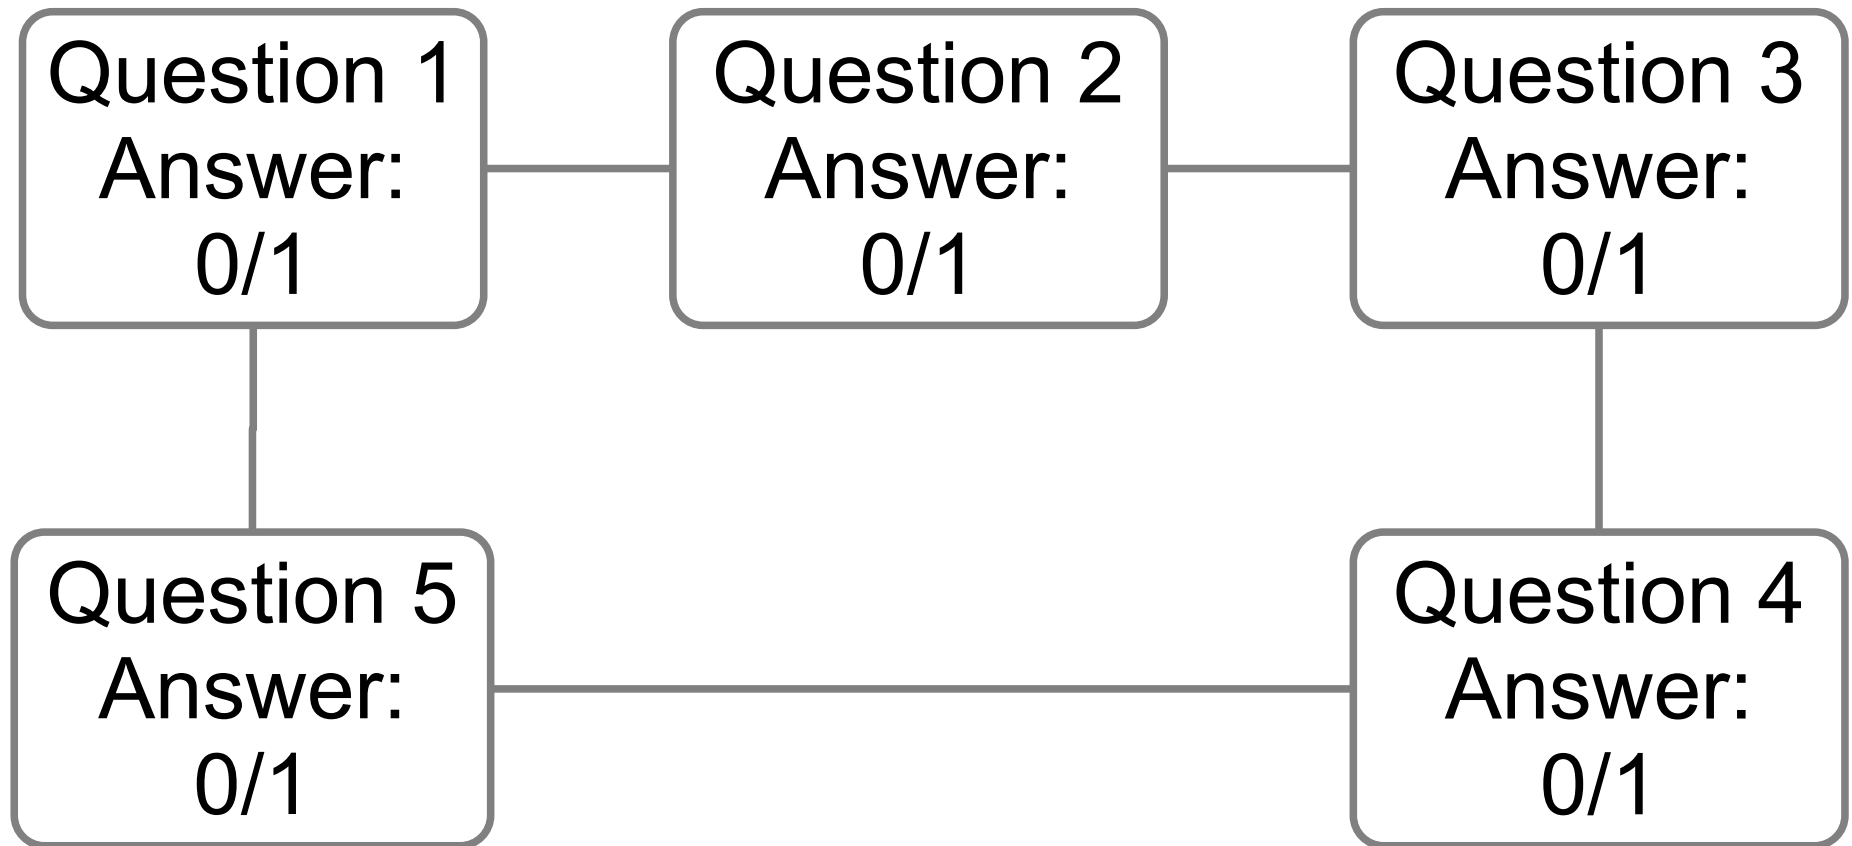 Question 1
Answer:
0/1
Question 2
Answer:
0/1
Question 3
Answer:
0/1
Question 5
Answer:
0/1
Question 4
Answer:
0/1